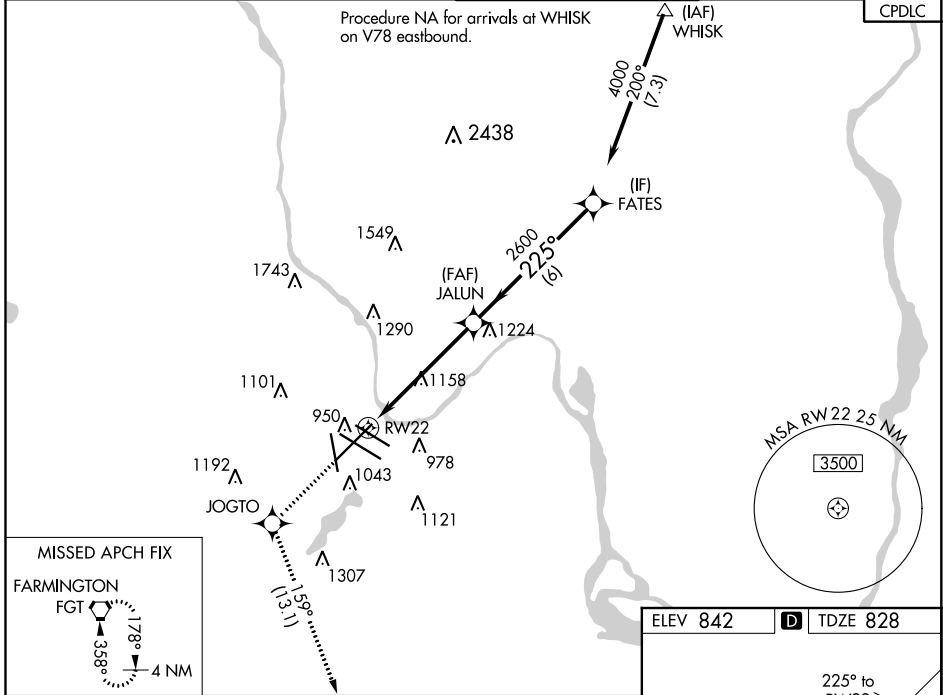 Procedure NA for arrivals at WHISK
on V78 eastbound.
CPDLC
(IAF)
WHISK
4000
200°
(7.3)
2438
(IF)
FATES
1549
2600
225°
(6)
1743
(FAF)
JALUN
1290
1224
1158
1101
950
RW22
978
MSA RW 22 25 NM
3500
1192
1043
JOGTO
1121
1307
159°
(13.1)
MISSED APCH FIX
FARMINGTON
FGT
178°
358°
4 NM
ELEV 842
D
TDZE 828
225° to